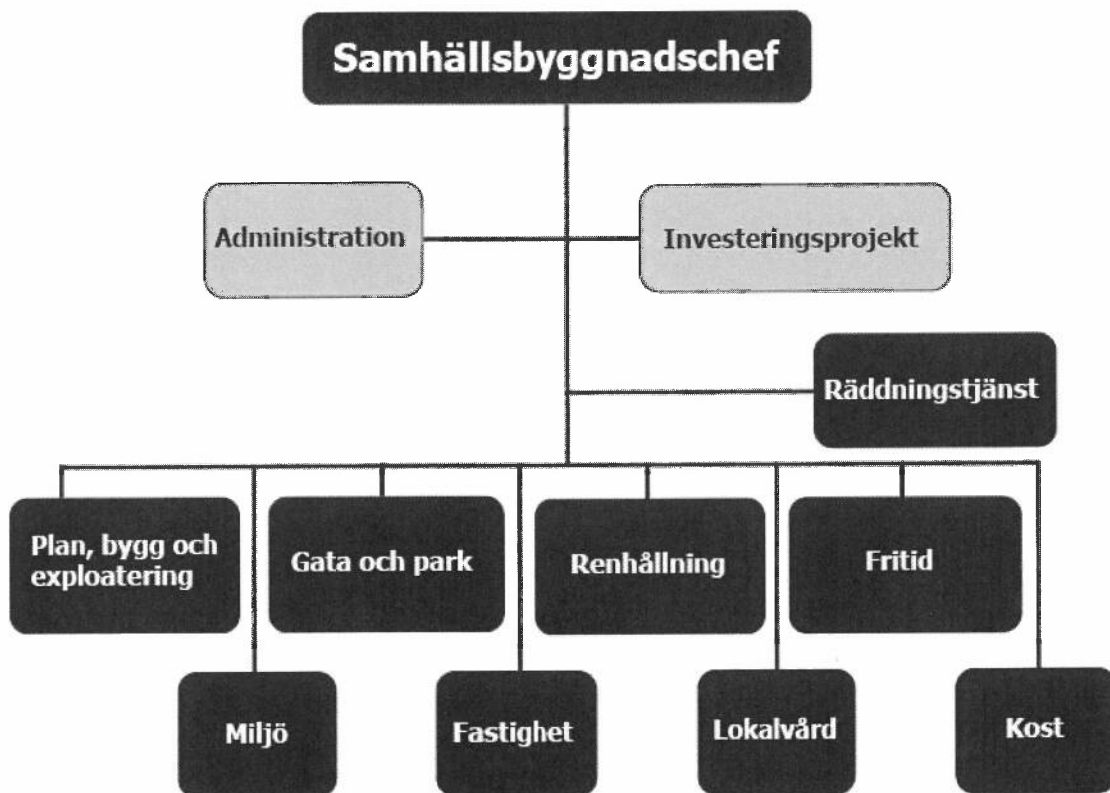 Samhällsbyggnadschef
Administration
Investeringsprojekt
Räddningstjänst
Plan, bygg och
exploatering
Gata och park
Renhållning
Fritid
Miljö
Fastighet
Lokalvård
Kost